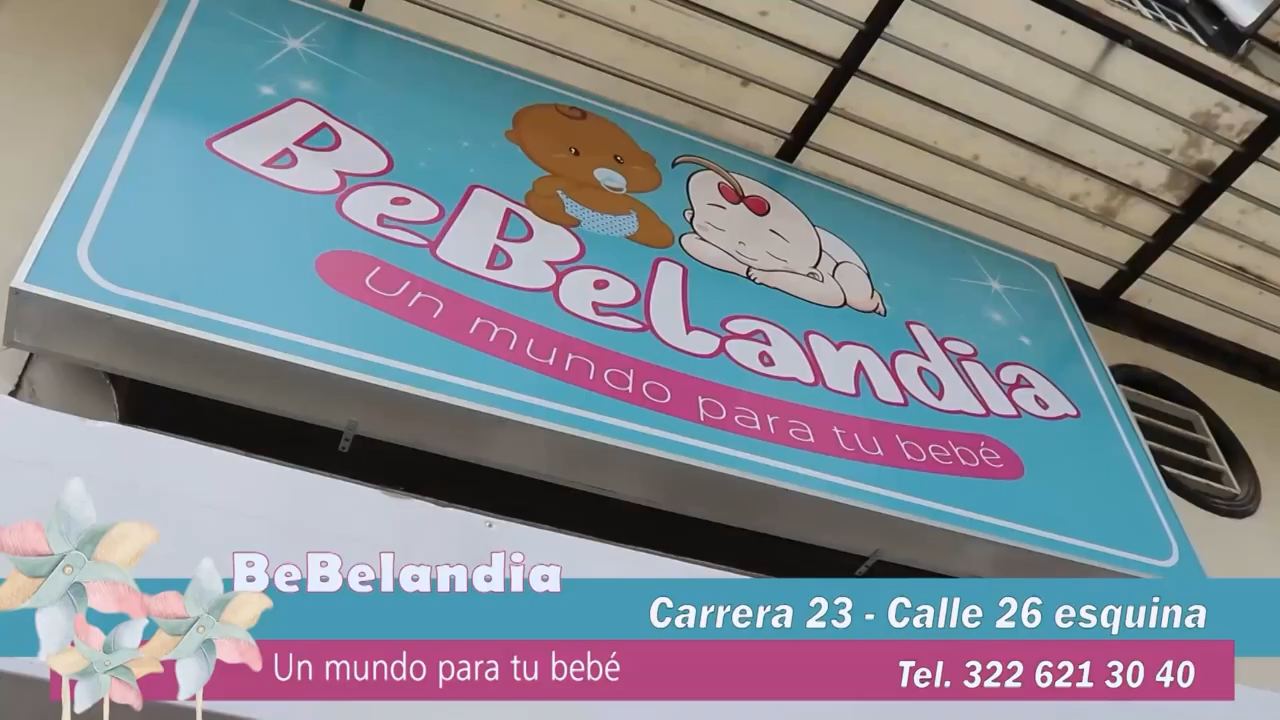 BeBeLandia
Un mundo para tu bebé
BeBelandia
Carrera 23 - Calle 26 esquina
Un mundo para tu bebé
Tel. 322 621 30 40